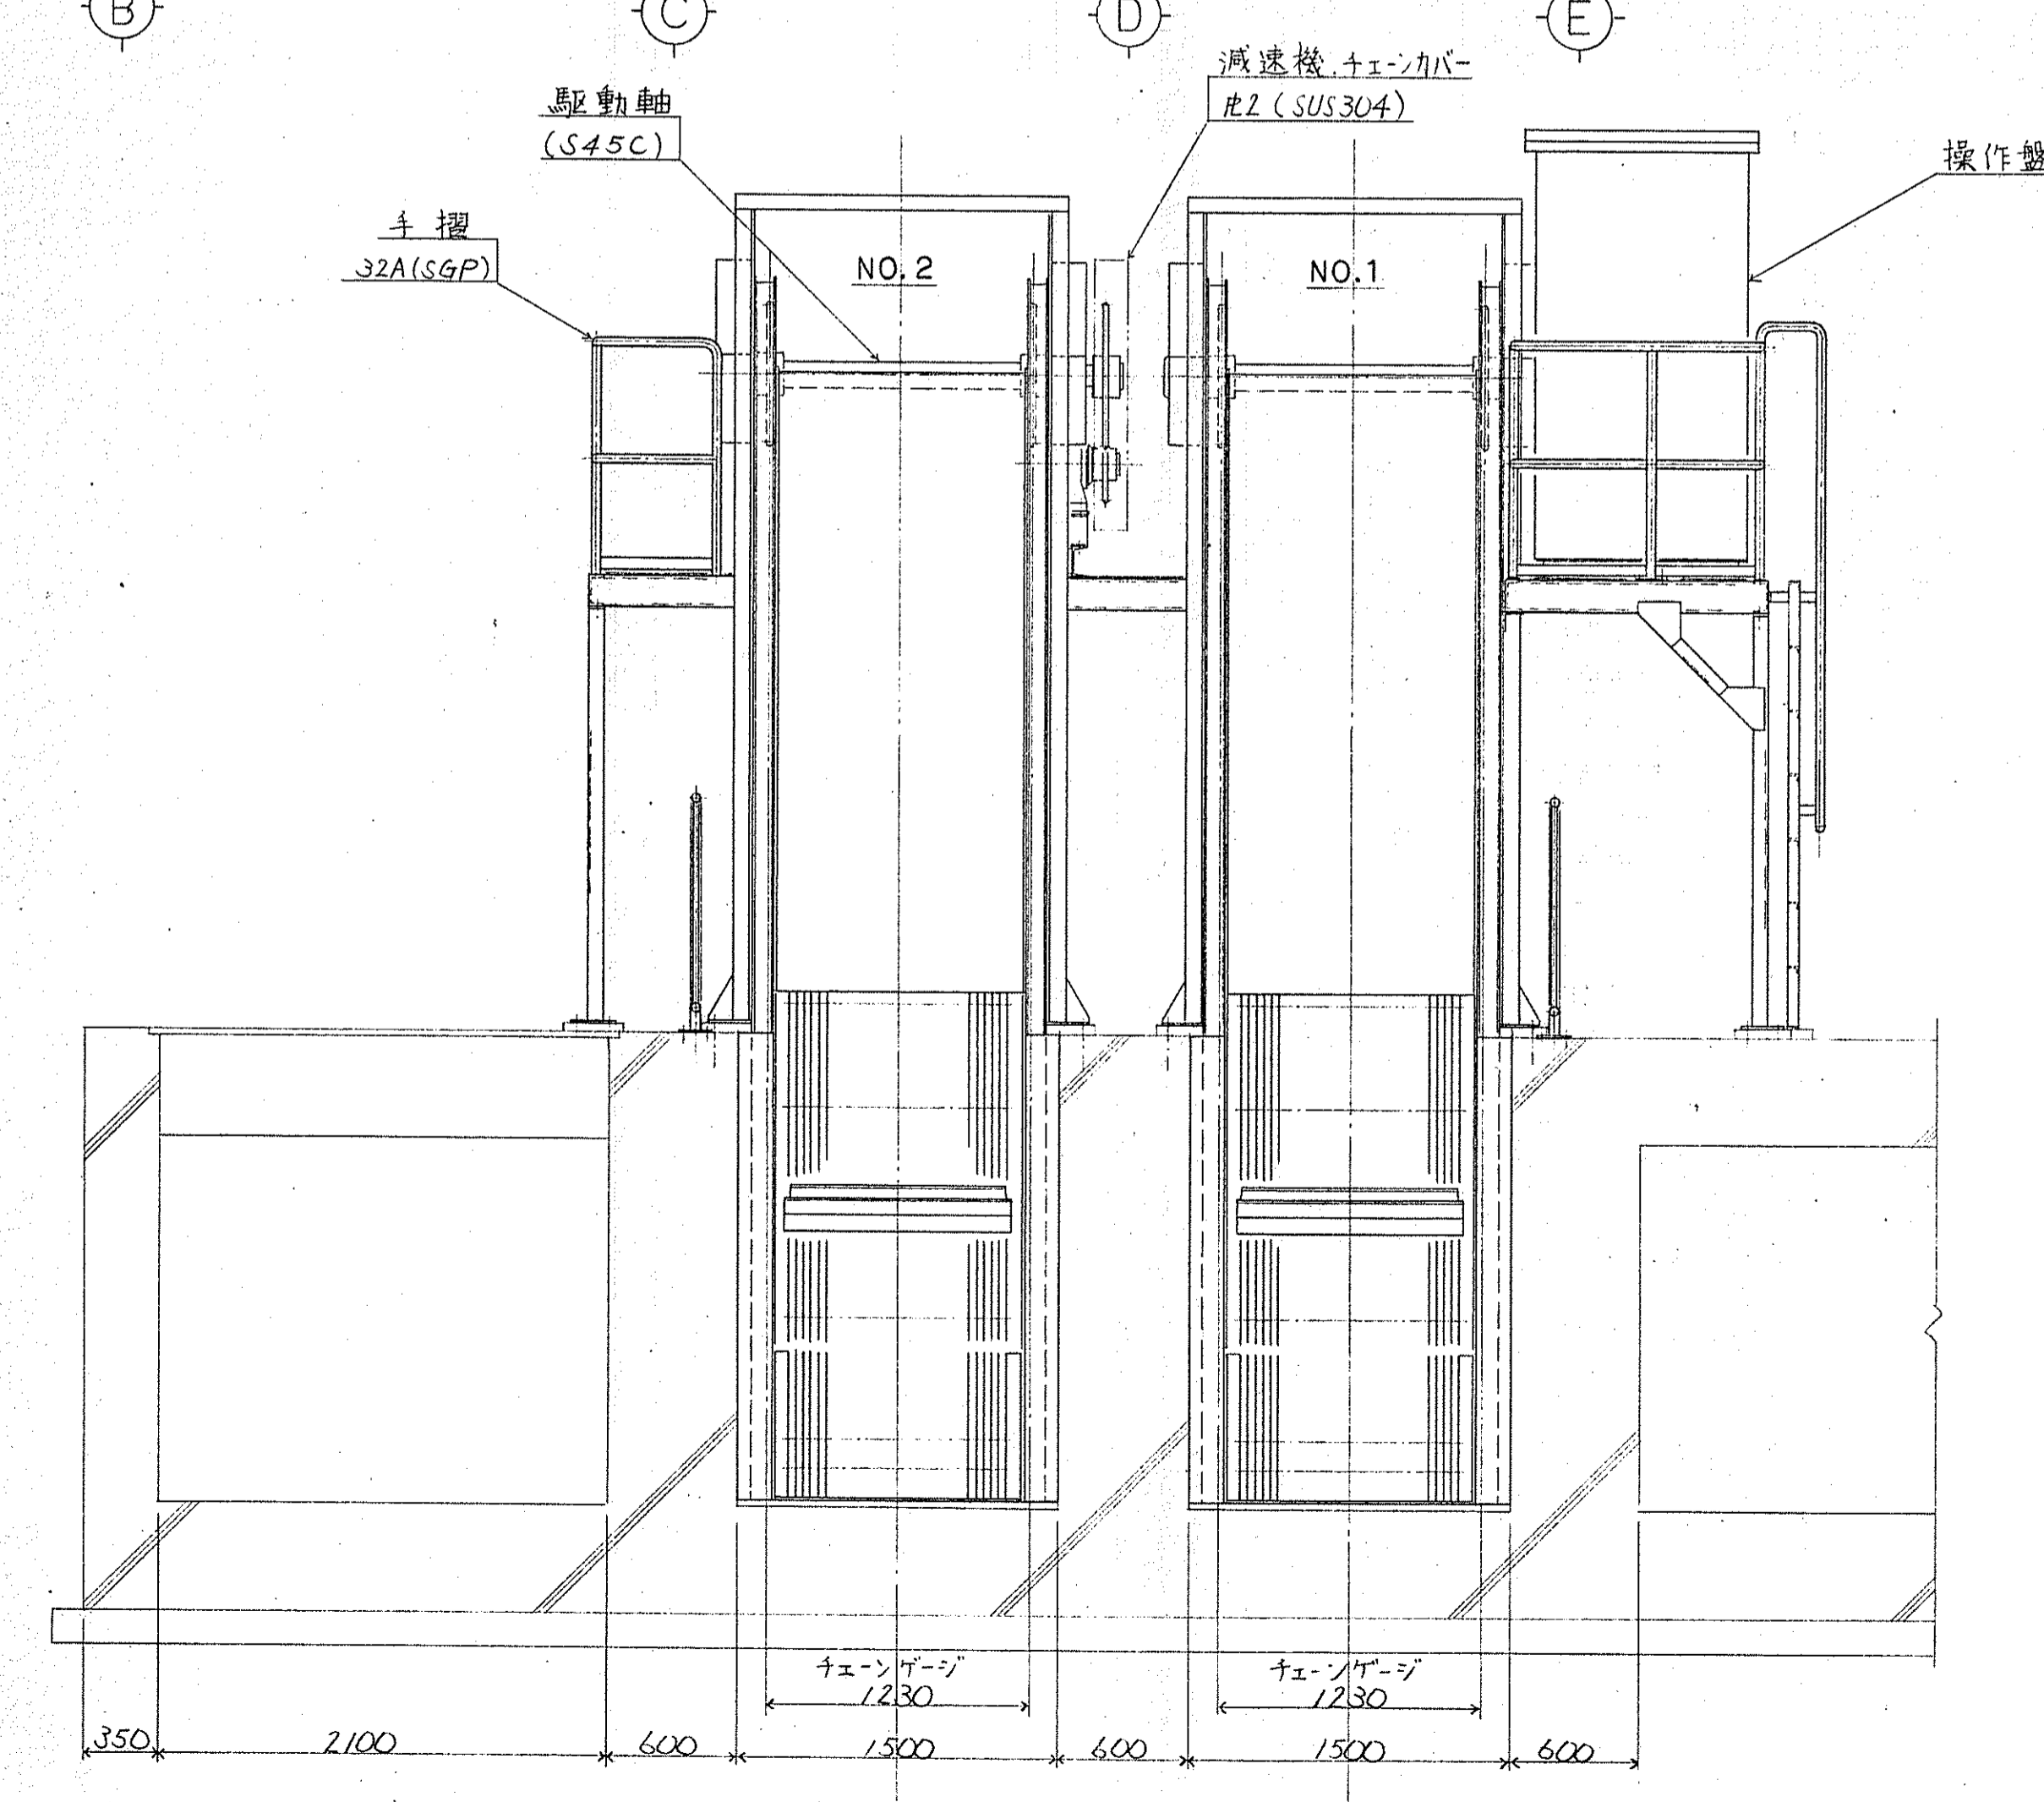 B
C
D
E
減速機.チェーンカバー
t2 (SUS304)
駆動軸
(S45C)
操作盤
手摺
32A(SGP)
NO.2
NO.1
チェーンゲージ
1230
チェーンゲージ
1230
350
2100
600
1500
600
1500
600